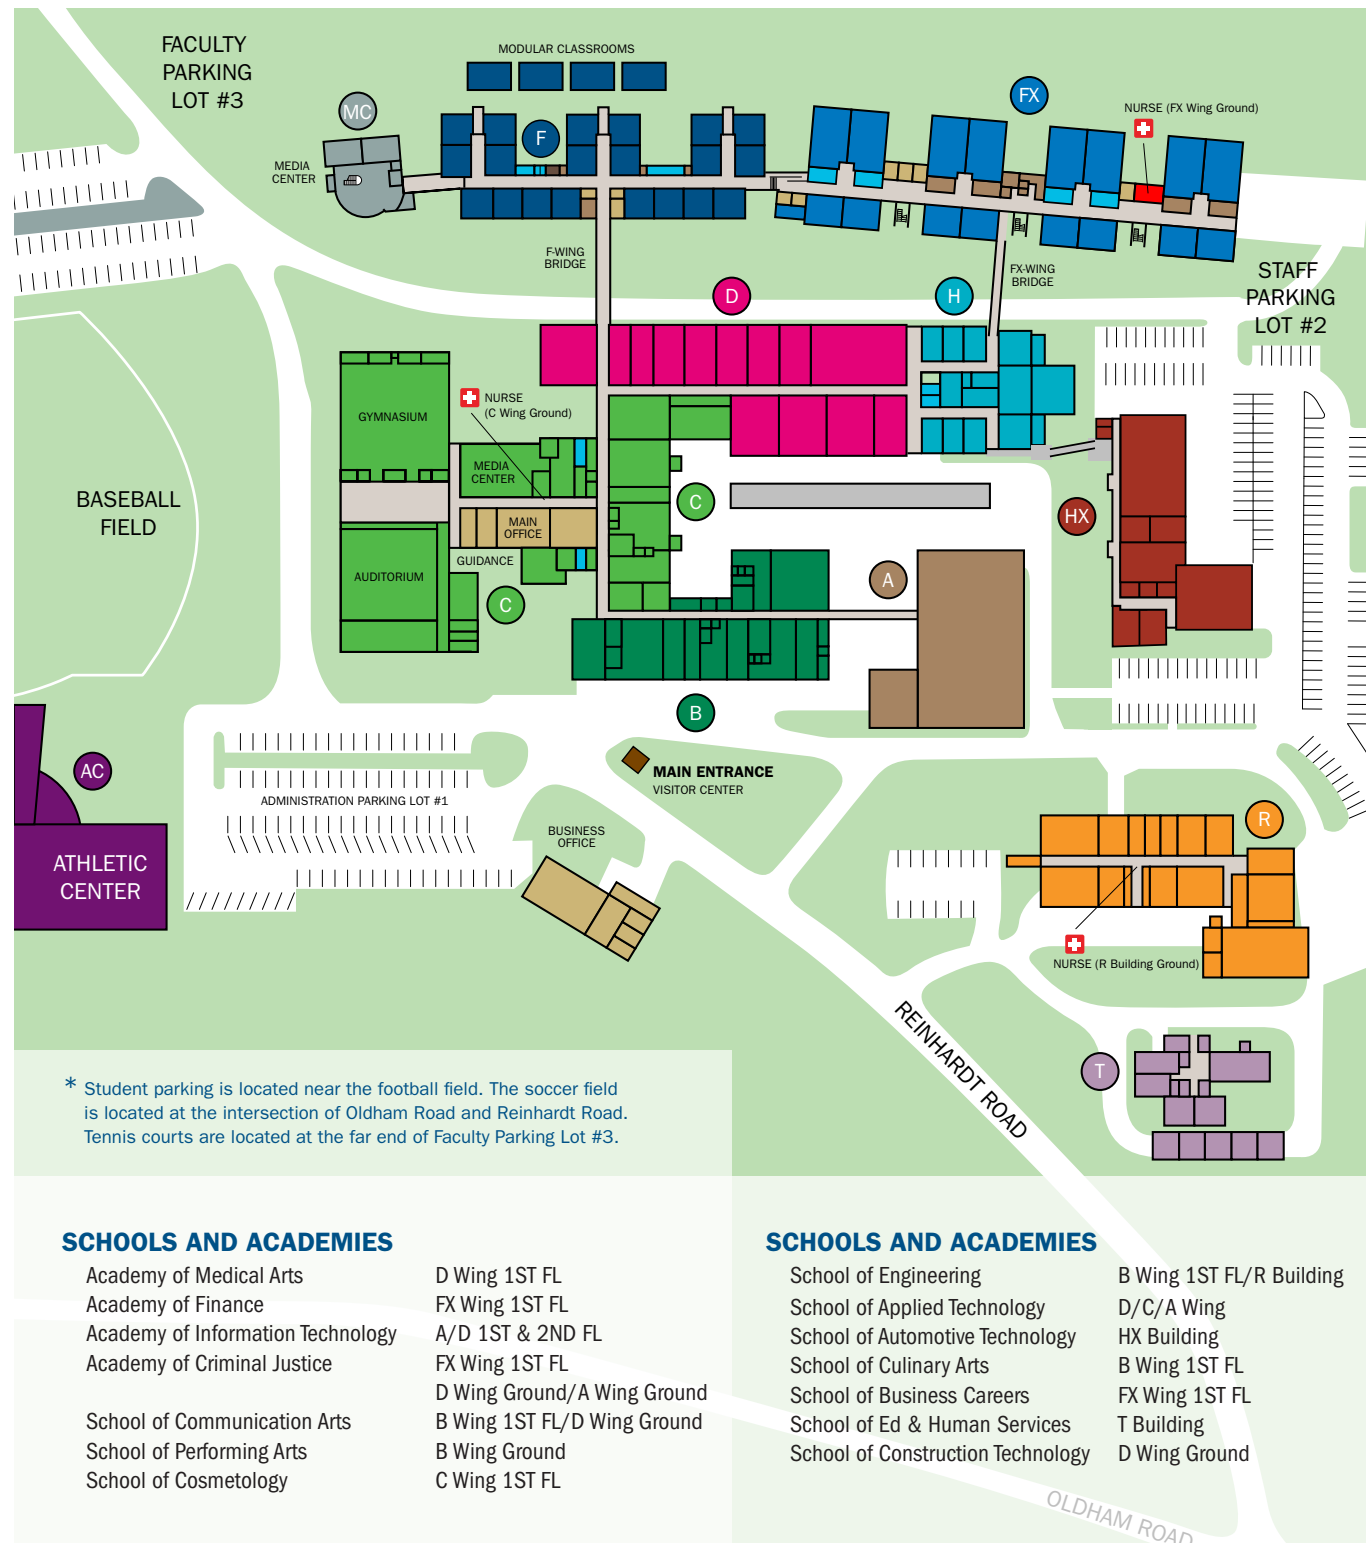 FACULTY
PARKING
LOT #3
MODULAR CLASSROOMS
MC
F
FX
NURSE (FX Wing Ground)
MEDIA
CENTER
F-WING
BRIDGE
FX-WING
BRIDGE
D
H
STAFF
PARKING
LOT #2
GYMNASIUM
NURSE
(C Wing Ground)
MEDIA
CENTER
BASEBALL
FIELD
C
HX
MAIN
OFFICE
GUIDANCE
AUDITORIUM
A
C
B
AC
MAIN ENTRANCE
VISITOR CENTER
ADMINISTRATION PARKING LOT #1
BUSINESS
OFFICE
R
ATHLETIC
CENTER
NURSE (R Building Ground)
REINHARDT ROAD
T
* Student parking is located near the football field. The soccer field
is located at the intersection of Oldham Road and Reinhardt Road.
Tennis courts are located at the far end of Faculty Parking Lot #3.
SCHOOLS AND ACADEMIES
Academy of Medical Arts D Wing 1ST FL
Academy of Finance FX Wing 1ST FL
Academy of Information Technology A/D 1ST & 2ND FL
Academy of Criminal Justice FX Wing 1ST FL
D Wing Ground/A Wing Ground
School of Communication Arts B Wing 1ST FL/D Wing Ground
School of Performing Arts B Wing Ground
School of Cosmetology C Wing 1ST FL
SCHOOLS AND ACADEMIES
School of Engineering B Wing 1ST FL/R Building
School of Applied Technology D/C/A Wing
School of Automotive Technology HX Building
School of Culinary Arts B Wing 1ST FL
School of Business Careers FX Wing 1ST FL
School of Ed & Human Services T Building
School of Construction Technology D Wing Ground
OLDHAM ROAD